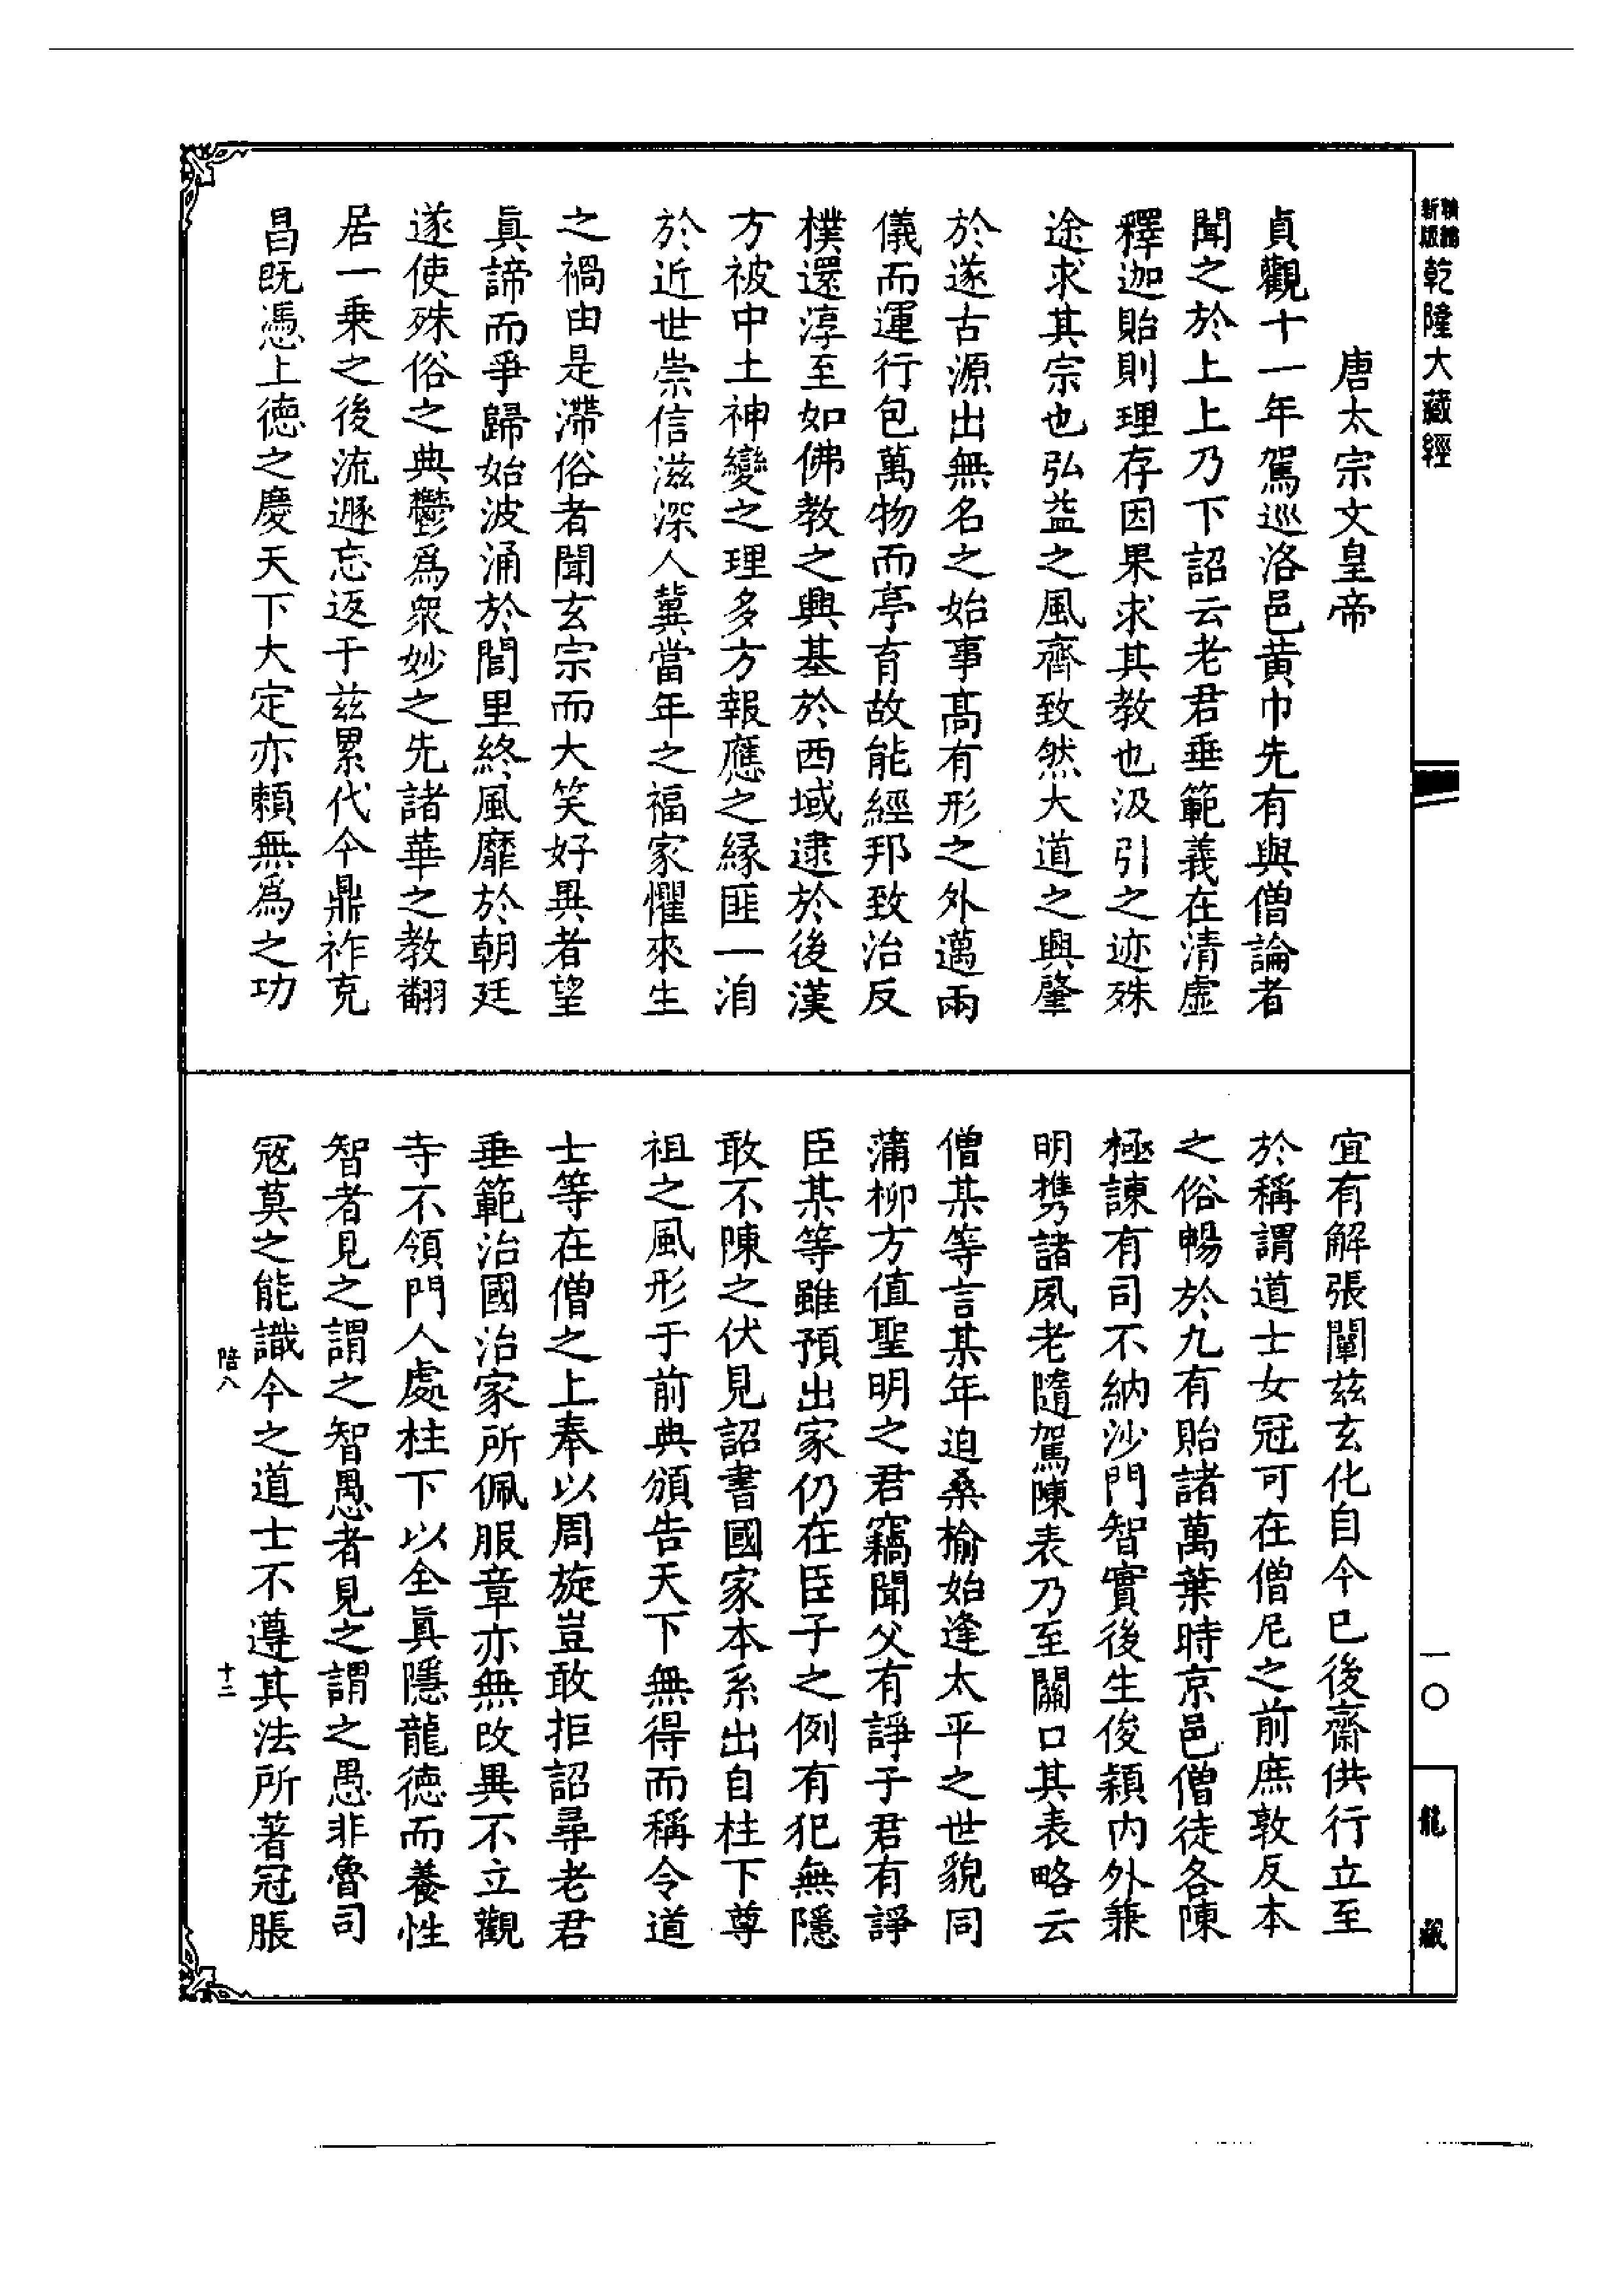 新編
新版
乾隆大藏經
唐太宗文皇帝
貞觀十一年駕巡洛邑黄巾先有與僧論者
聞之於上上乃下詔云老君垂範義在清虛
釋迦貽則理存因果求其教也汲引之迹殊
途求其宗也弘益之風齊致然大道之興肇
於遂古源出無名之始事髙有形之外邁兩
儀而運行包萬物而亭育故能經邦致治反
樸還淳至如佛教之興基於西域逮於後漢
方被中土神變之理多方報應之緣匪一洎
於近世崇信滋深人冀當年之福家懼來生
之禍由是滯俗者聞玄宗而大笑好異者望
眞諦而爭歸始波涌於閭里終風靡於朝廷
遂使殊俗之典鬱爲衆妙之先諸華之教翻
居一乗之後流遯忘返于兹累代今鼎祚克
昌既憑上德之慶天下大定亦賴無爲之功
宜有解張闡兹玄化自今已後齋供行立至
於稱謂道士女冠可在僧尼之前庶敦反本
之俗暢於九有貽諸萬葉時京邑僧徒各陳
極諫有司不納沙門智實後生俊穎内外兼
明携諸夙老隨駕陳表乃至關口其表略云
僧某等言某年迫桑榆始逢太平之世貌同
蒲柳方值聖明之君竊聞父有諍子君有諍
臣某等雖預出家仍在臣子之例有犯無隱
敢不陳之伏見詔書國家本系出自柱下尊
祖之風形于前典頒告天下無得而稱令道
士等在僧之上奉以周旋豈敢拒詔尋老君
垂範治國治家所佩服章亦無改異不立觀
寺不領門人處柱下以全眞隱龍德而養性
智者見之謂之智愚者見之謂之愚非魯司
冦莫之能識今之道士不遵其法所著冠服
陪八
十二
一〇
龍藏